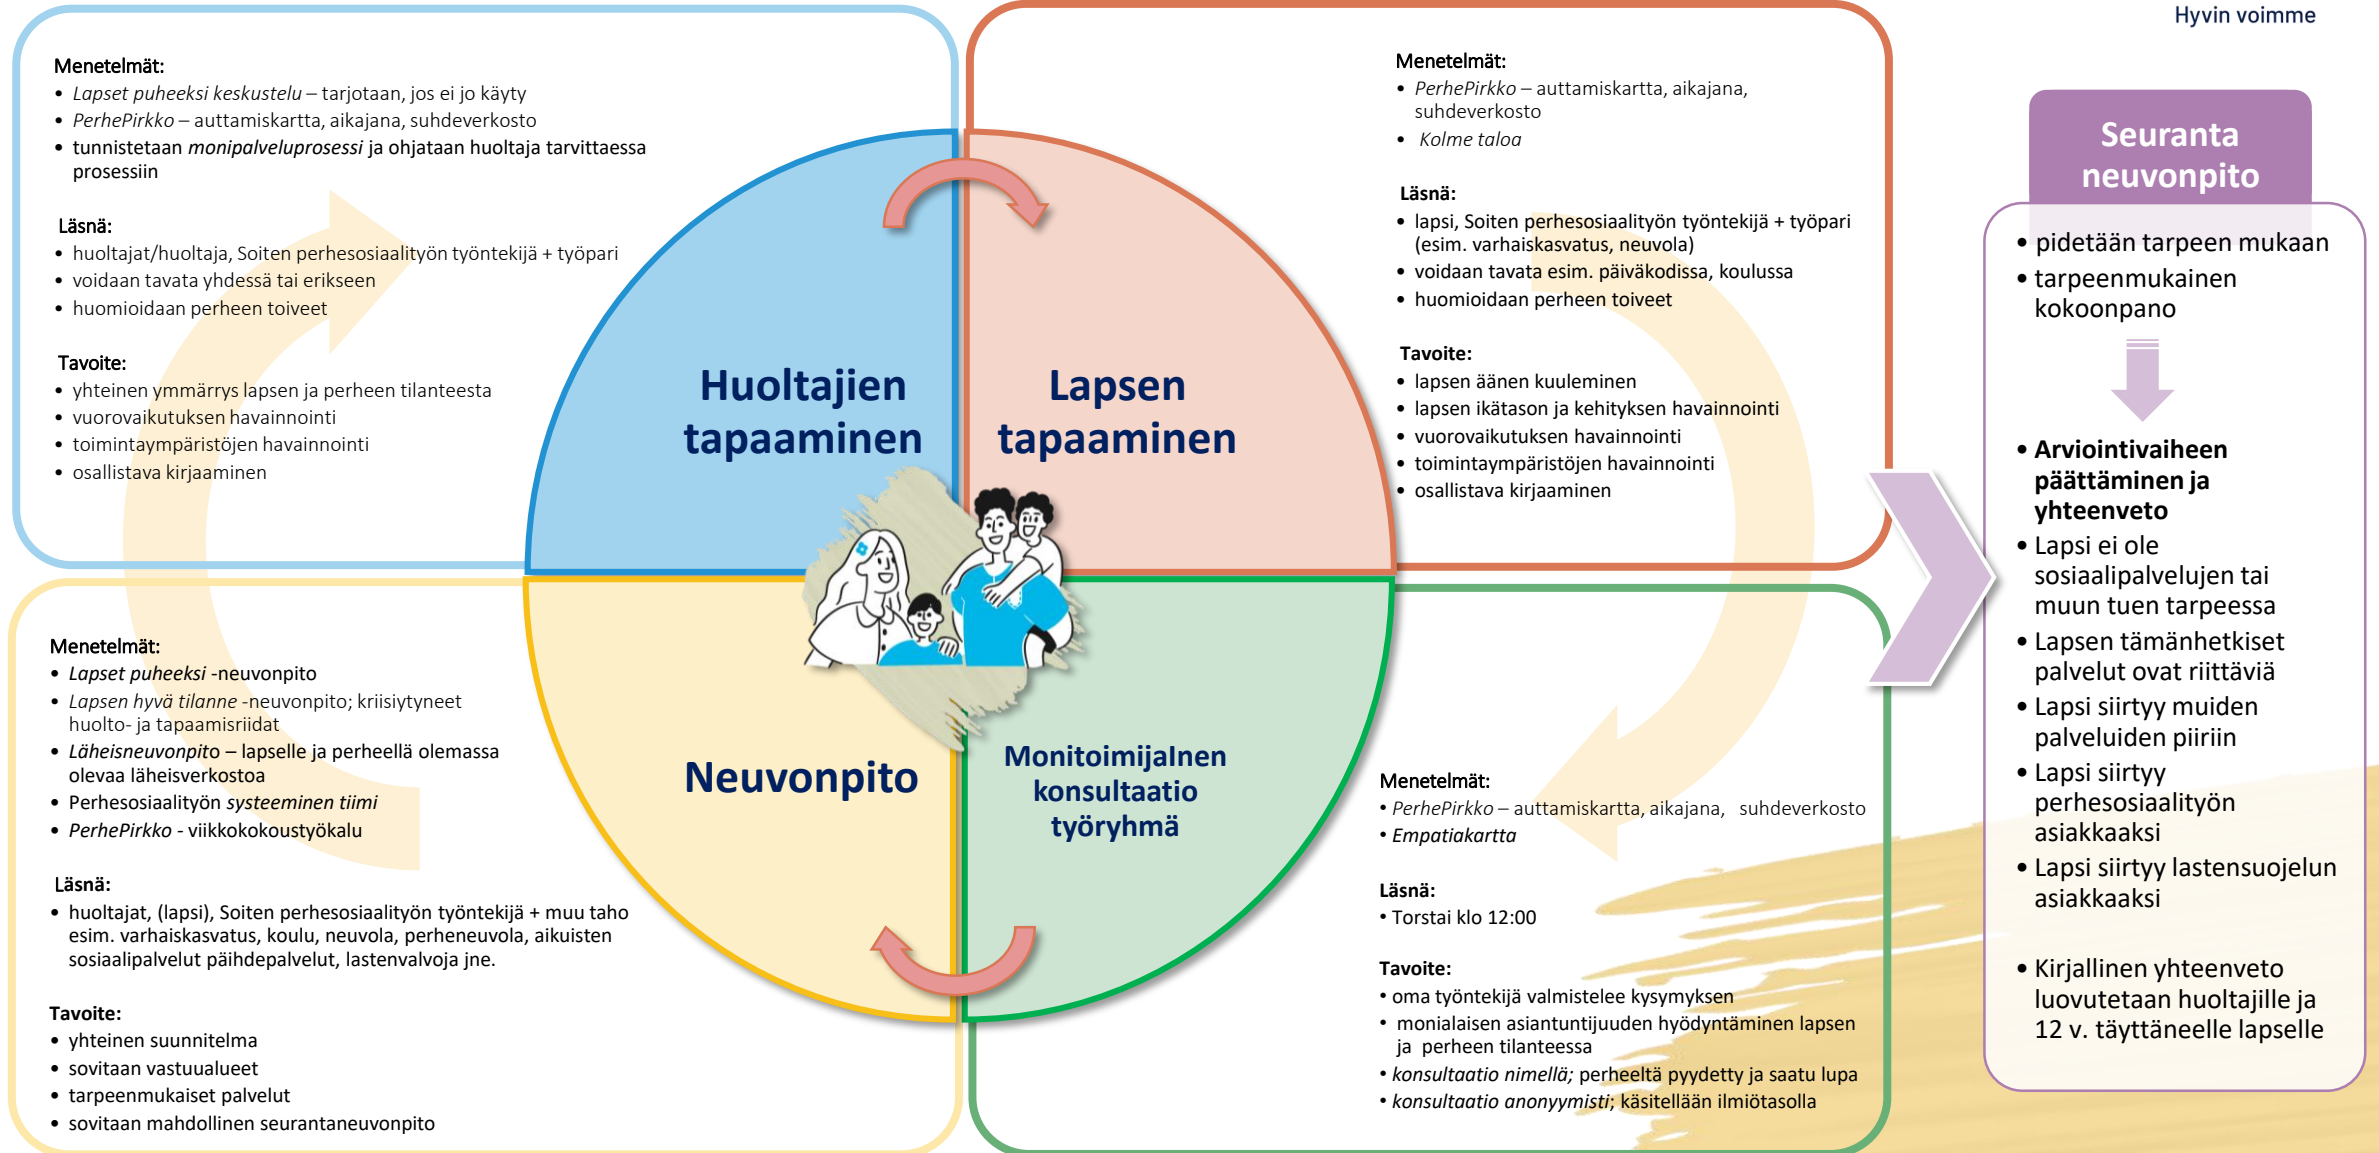 Hyvin voimme
Menetelmät:
• Lapset puheeksi keskustelu – tarjotaan, jos ei jo käyty
• PerhePirkko – auttamiskartta, aikajana, suhdeverkosto
• tunnistetaan monipalveluprosessi ja ohjataan huoltaja tarvittaessa
prosessiin
Läsnä:
• huoltajat/huoltaja, Soiten perhesosiaalityön työntekijä + työpari
• voidaan tavata yhdessä tai erikseen
• huomioidaan perheen toiveet
Tavoite:
• yhteinen ymmärrys lapsen ja perheen tilanteesta
• vuorovaikutuksen havainnointi
• toimintaympäristöjen havainnointi
• osallistava kirjaaminen
Huoltajien
tapaaminen
Lapsen
tapaaminen
Menetelmät:
• PerhePirkko – auttamiskartta, aikajana,
suhdeverkosto
• Kolme taloa
Läsnä:
• lapsi, Soiten perhesosiaalityön työntekijä + työpari
(esim. varhaiskasvatus, neuvola)
• voidaan tavata esim. päiväkodissa, koulussa
• huomioidaan perheen toiveet
Tavoite:
• lapsen äänen kuuleminen
• lapsen ikätason ja kehityksen havainnointi
• vuorovaikutuksen havainnointi
• toimintaympäristöjen havainnointi
• osallistava kirjaaminen
Menetelmät:
• Lapset puheeksi -neuvonpito
• Lapsen hyvä tilanne -neuvonpito; kriisiytyneet
huolto- ja tapaamisriidat
• Läheisneuvonpito – lapselle ja perheellä olemassa
olevaa läheisverkostoa
• Perhesosiaalityön systeeminen tiimi
• PerhePirkko - viikkokokoustyökalu
Läsnä:
• huoltajat, (lapsi), Soiten perhesosiaalityön työntekijä + muu taho
esim. varhaiskasvatus, koulu, neuvola, perheneuvola, aikuisten
sosiaalipalvelut päihdepalvelut, lastenvalvoja jne.
Tavoite:
• yhteinen suunnitelma
• sovitaan vastuualueet
• tarpeenmukaiset palvelut
• sovitaan mahdollinen seurantaneuvonpito
Neuvonpito
MonitoimijaInen
konsultaatio
työryhmä
Menetelmät:
• PerhePirkko – auttamiskartta, aikajana, suhdeverkosto
• Empatiakartta
Läsnä:
• Torstai klo 12:00
Tavoite:
• oma työntekijä valmistelee kysymyksen
• monialaisen asiantuntijuuden hyödyntäminen lapsen
ja perheen tilanteessa
• konsultaatio nimellä; perheeltä pyydetty ja saatu lupa
• konsultaatio anonyymisti; käsitellään ilmiötasolla
Seuranta
neuvonpito
• pidetään tarpeen mukaan
• tarpeenmukainen
kokoonpano
• Arviointivaiheen
päättäminen ja
yhteenveto
• Lapsi ei ole
sosiaalipalvelujen tai
muun tuen tarpeessa
• Lapsen tämänhetkiset
palvelut ovat riittäviä
• Lapsi siirtyy muiden
palveluiden piiriin
• Lapsi siirtyy
perhesosiaalityön
asiakkaaksi
• Lapsi siirtyy lastensuojelun
asiakkaaksi
• Kirjallinen yhteenveto
luovutetaan huoltajille ja
12 v. täyttäneelle lapselle